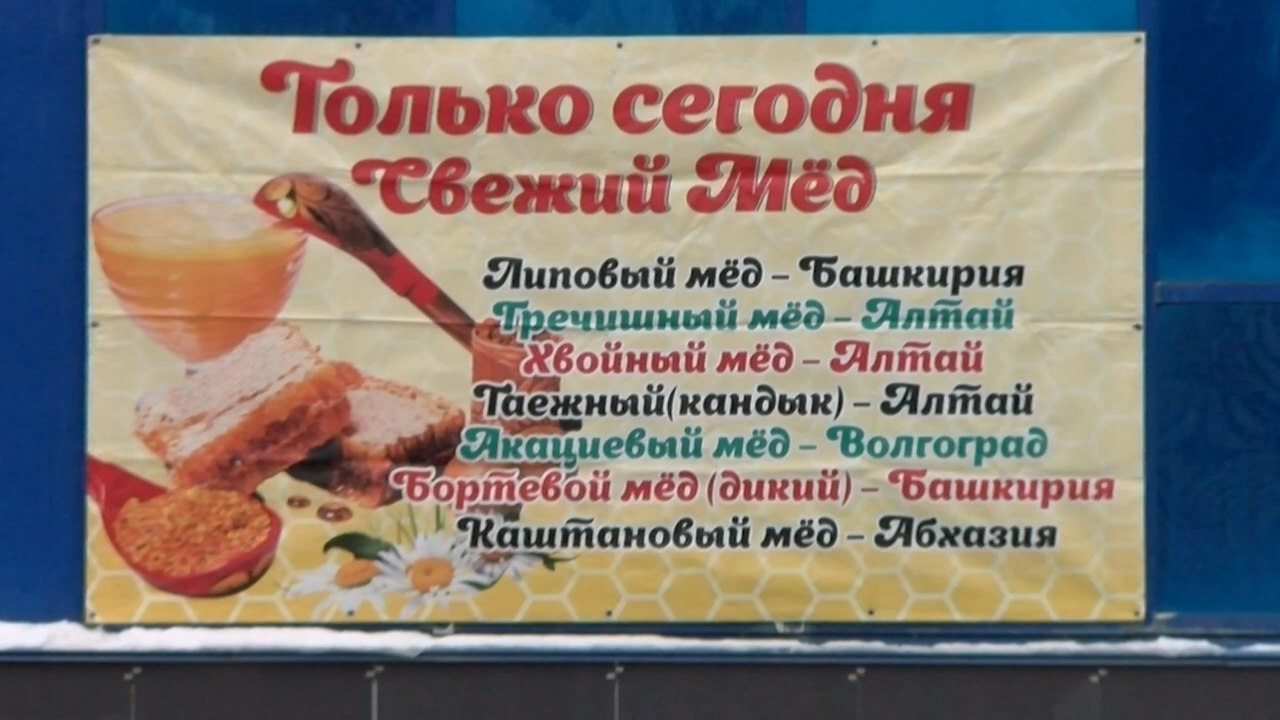 Только сегодня
Свежий Мёд
Липовый мёд – Башкирия
Гречишный мёд – Алтай
Хвойный мёд – Алтай
Таежный(кандык) – Алтай
Акациевый мёд – Волгоград
Бортевой мёд (дикий) – Башкирия
Каштановый мёд – Абхазия